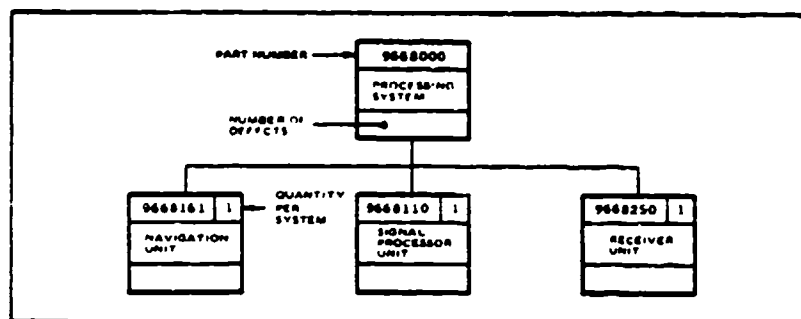 PART NUMBER
9668000
PROCESSING
SYSTEM
NUMBER OF
DEFECTS
9668161 1
QUANTITY
PER
SYSTEM
NAVIGATION
UNIT
9668110 1
SIGNAL
PROCESSOR
UNIT
9668250 1
RECEIVER
UNIT